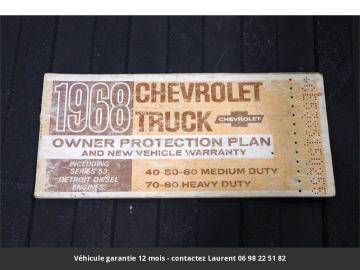 1968 CHEVROLET
TRUCK CHEVROLET
OWNER PROTECTION PLAN
AND NEW VEHICLE WARRANTY
INCLUDING
SERIES 53
DETROIT DIESEL
ENGINES
40-50-60 MEDIUM DUTY
70-80 HEAVY DUTY
Véhicule garantie 12 mois - contactez Laurent 06 98 22 51 82